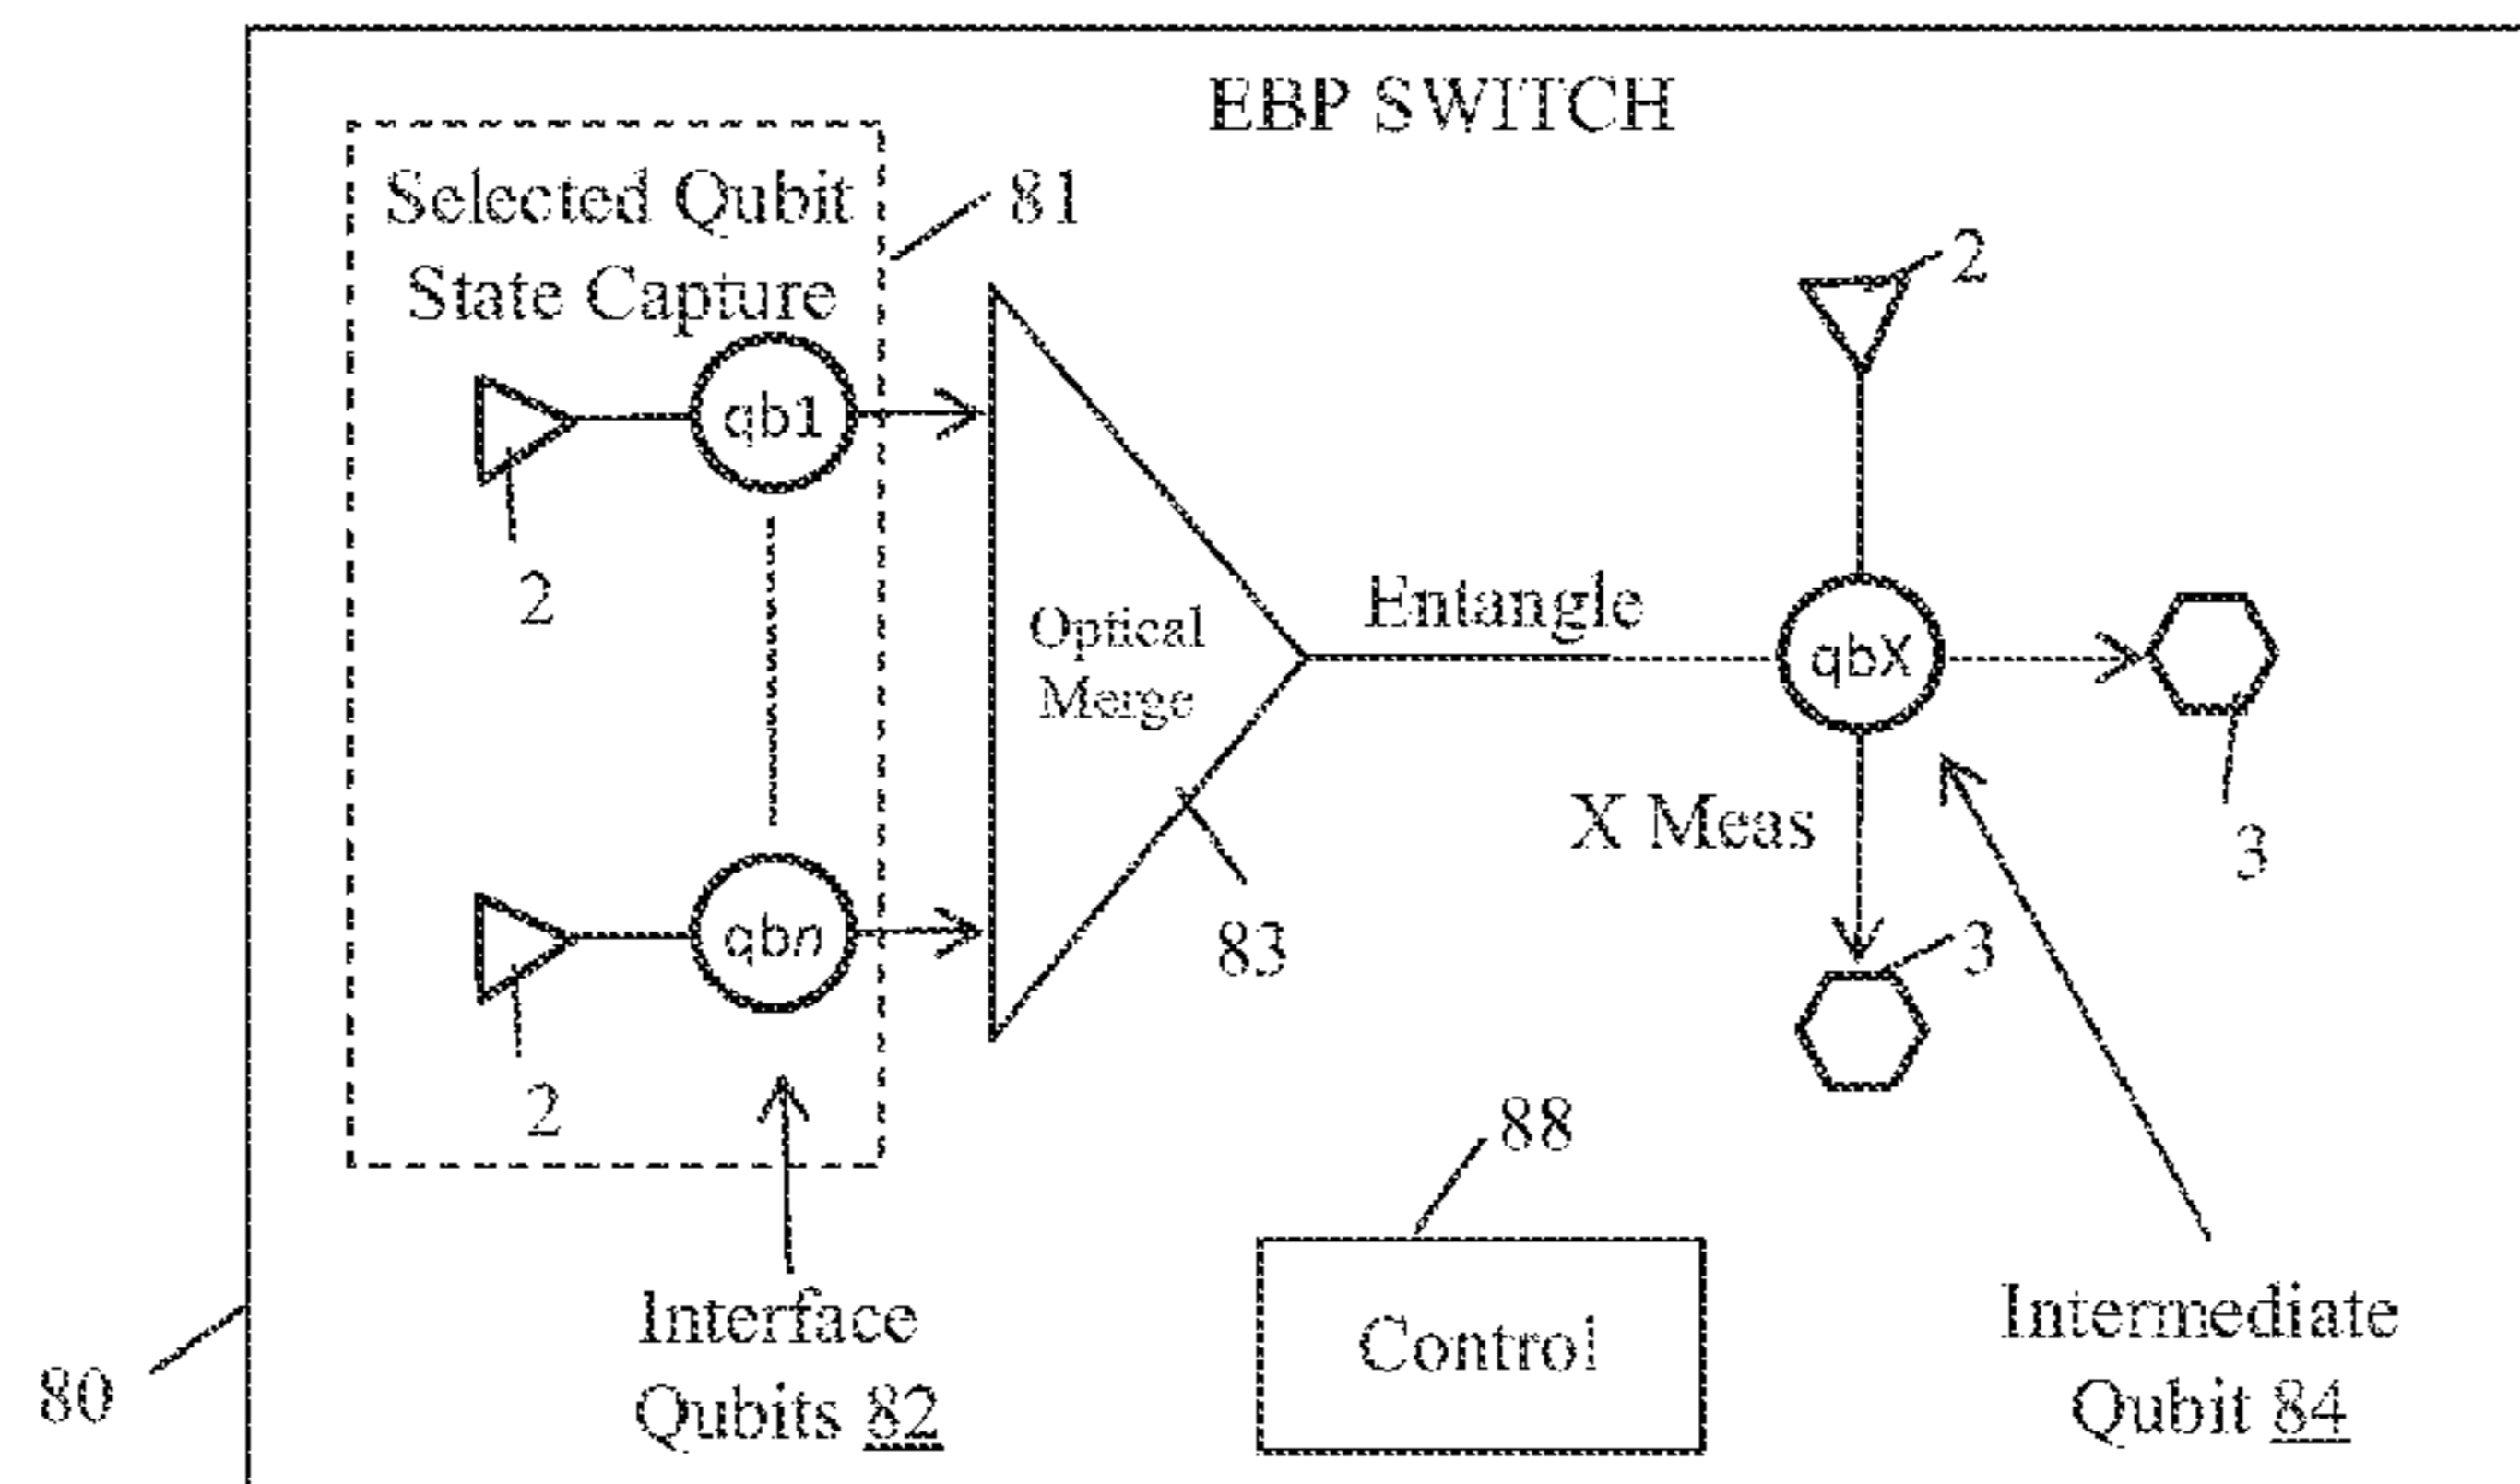 EBP SWITCH
Selected Qubit
State Capture
81
2
qb1
2
Optical
Merge
Entangle
qbX
X Meas
3
3
qbn
83
2
88
Interface
Qubits 82
Control
Intermediate
Qubit 84
80